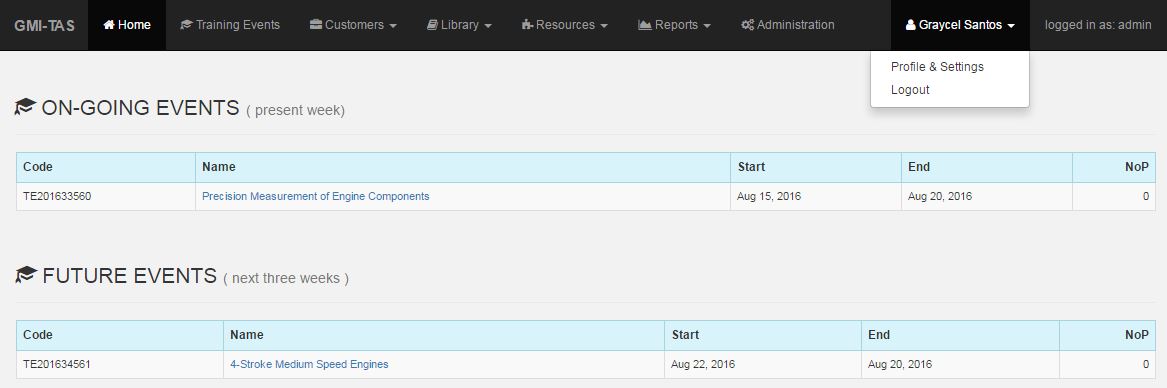 GMI-TAS Home Training Events Customers Library Resources Reports Administration Graycel Santos logged in as: admin
Profile & Settings
Logout
ON-GOING EVENTS ( present week)
Code Name Start End NoP
TE201633560 Precision Measurement of Engine Components Aug 15, 2016 Aug 20, 2016 0
FUTURE EVENTS ( next three weeks )
Code Name Start End NoP
TE201634561 4-Stroke Medium Speed Engines Aug 22, 2016 Aug 20, 2016 0